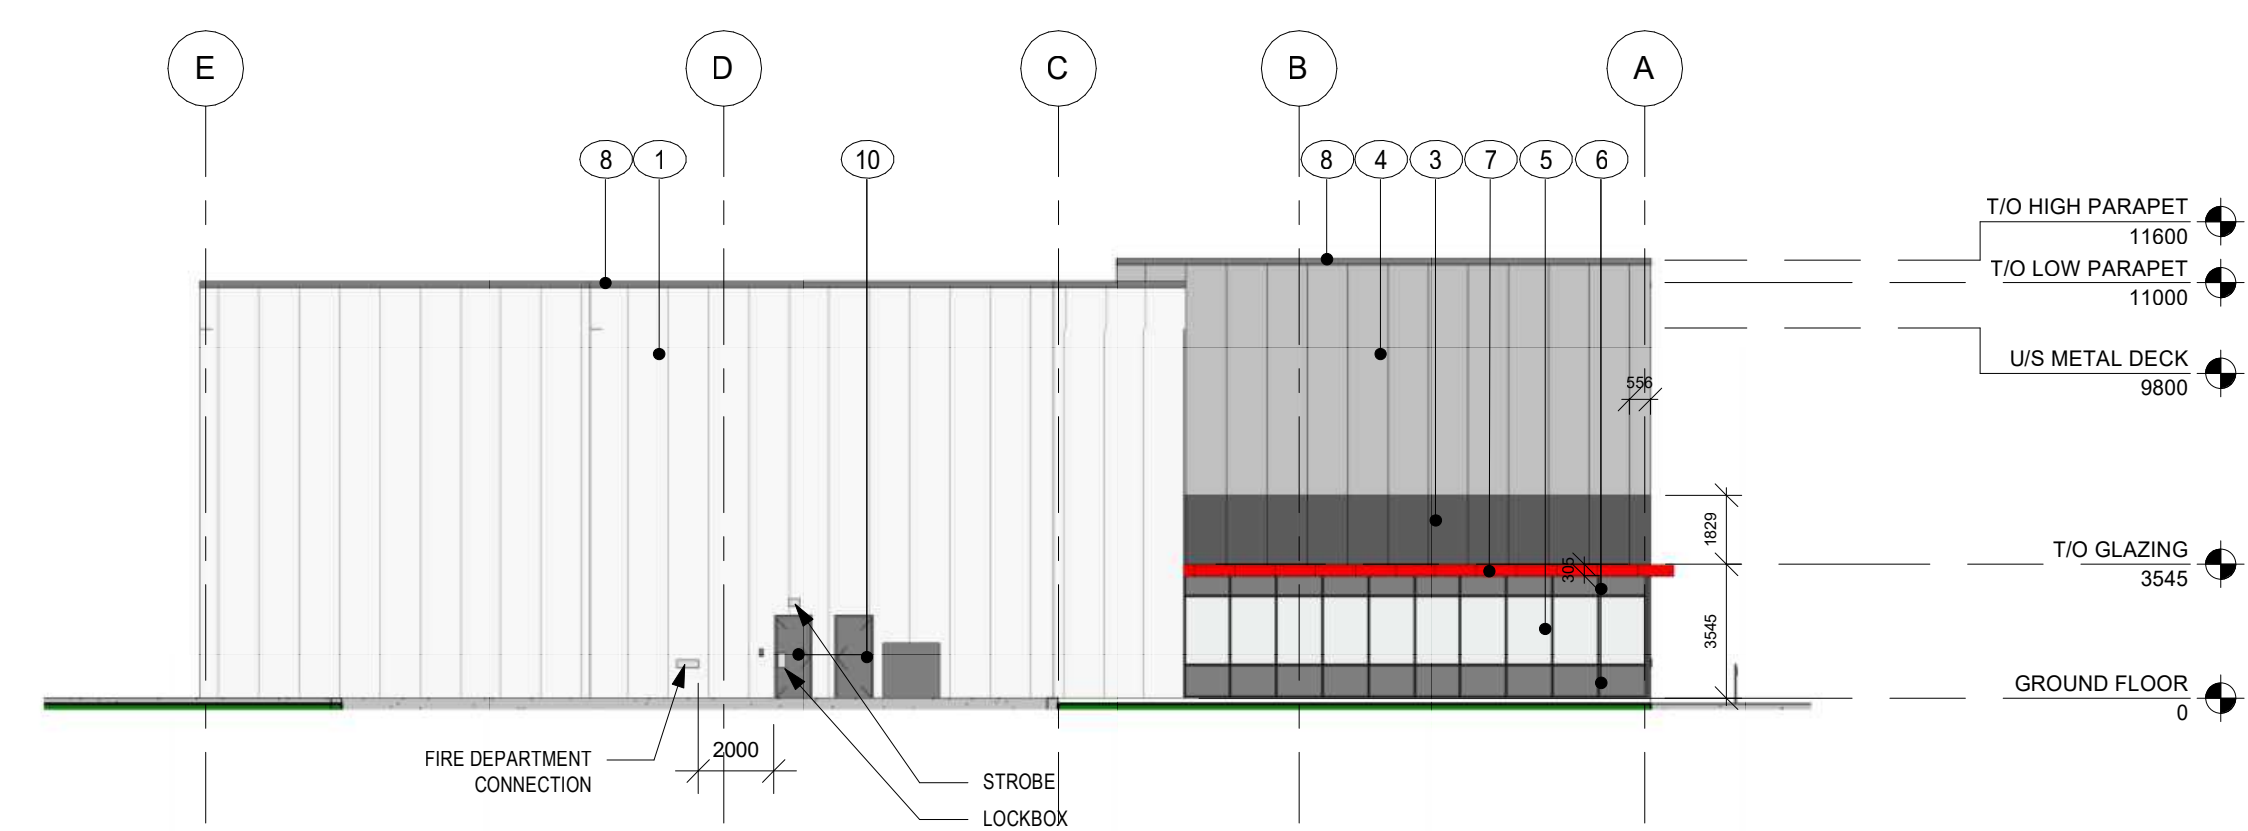 E D C B A
8 1 10 8 4 3 7 5 6
T/O HIGH PARAPET
11600
T/O LOW PARAPET
11000
U/S METAL DECK
9800
556
1829
T/O GLAZING
3545
305
3545
GROUND FLOOR
0
FIRE DEPARTMENT
CONNECTION
2000
STROBE
LOCKBOX